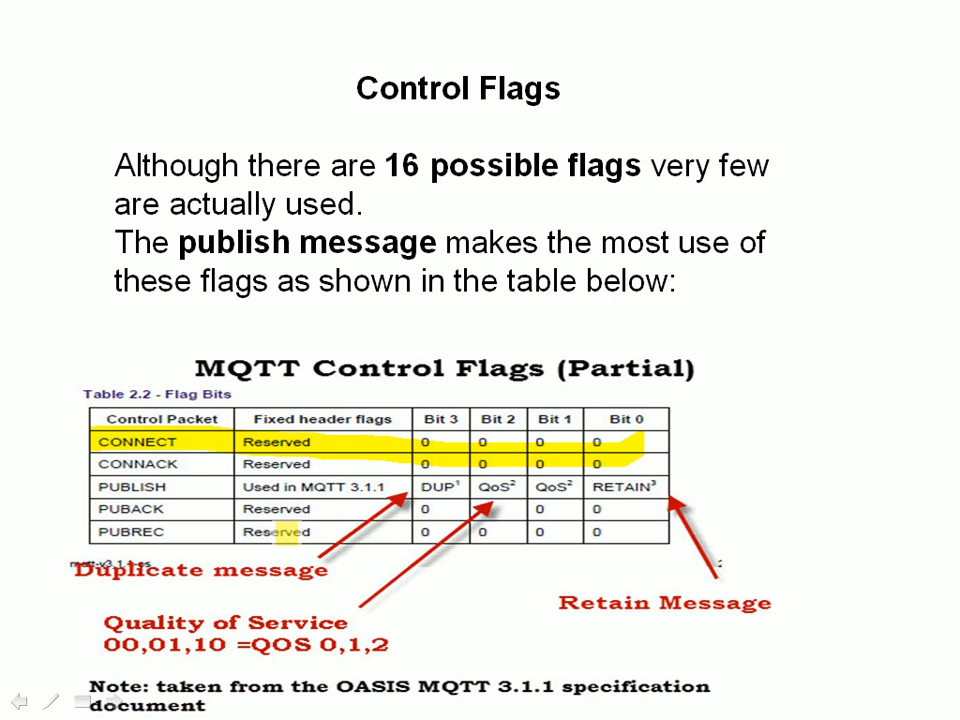 Control Flags
Although there are 16 possible flags very few
are actually used.
The publish message makes the most use of
these flags as shown in the table below:
MQTT Control Flags (Partial)
Table 2.2 - Flag Bits
Control Packet Fixed header flags Bit 3 Bit 2 Bit 1 Bit 0
CONNECT Reserved 0 0 0 0
CONNACK Reserved 0 0 0 0
PUBLISH Used in MQTT 3.1.1 DUP¹ QoS² QoS² RETAIN³
PUBACK Reserved 0 0 0
PUBREC Reserved 0 0 0 0
Duplicate message
Retain Message
Quality of Service
00,01,10 =QOS 0,1,2
Note: taken from the OASIS MQTT 3.1.1 specification
document